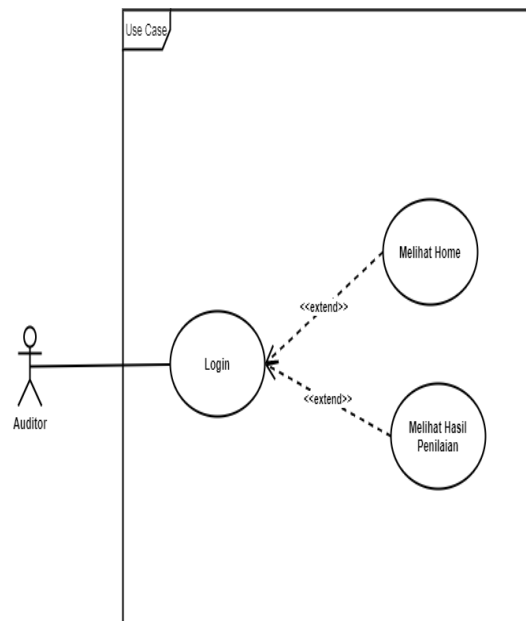 Use Case
Melihat Home
<<extend>>
Login
<<extend>>
Auditor
Melihat Hasil
Penilaian